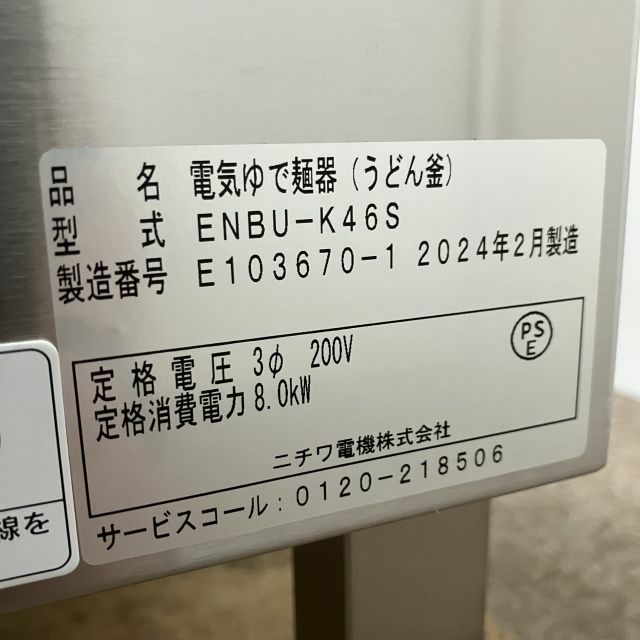 品 名 電気ゆで麺器(うどん釜)
型 式 ENBU-K46S
製造番号 E103670-1 2024年2月製造
定格電圧 3φ 200V
定格消費電力 8.0kW
PS
E
ニチワ電機株式会社
サービスコール:0120-218506
線を